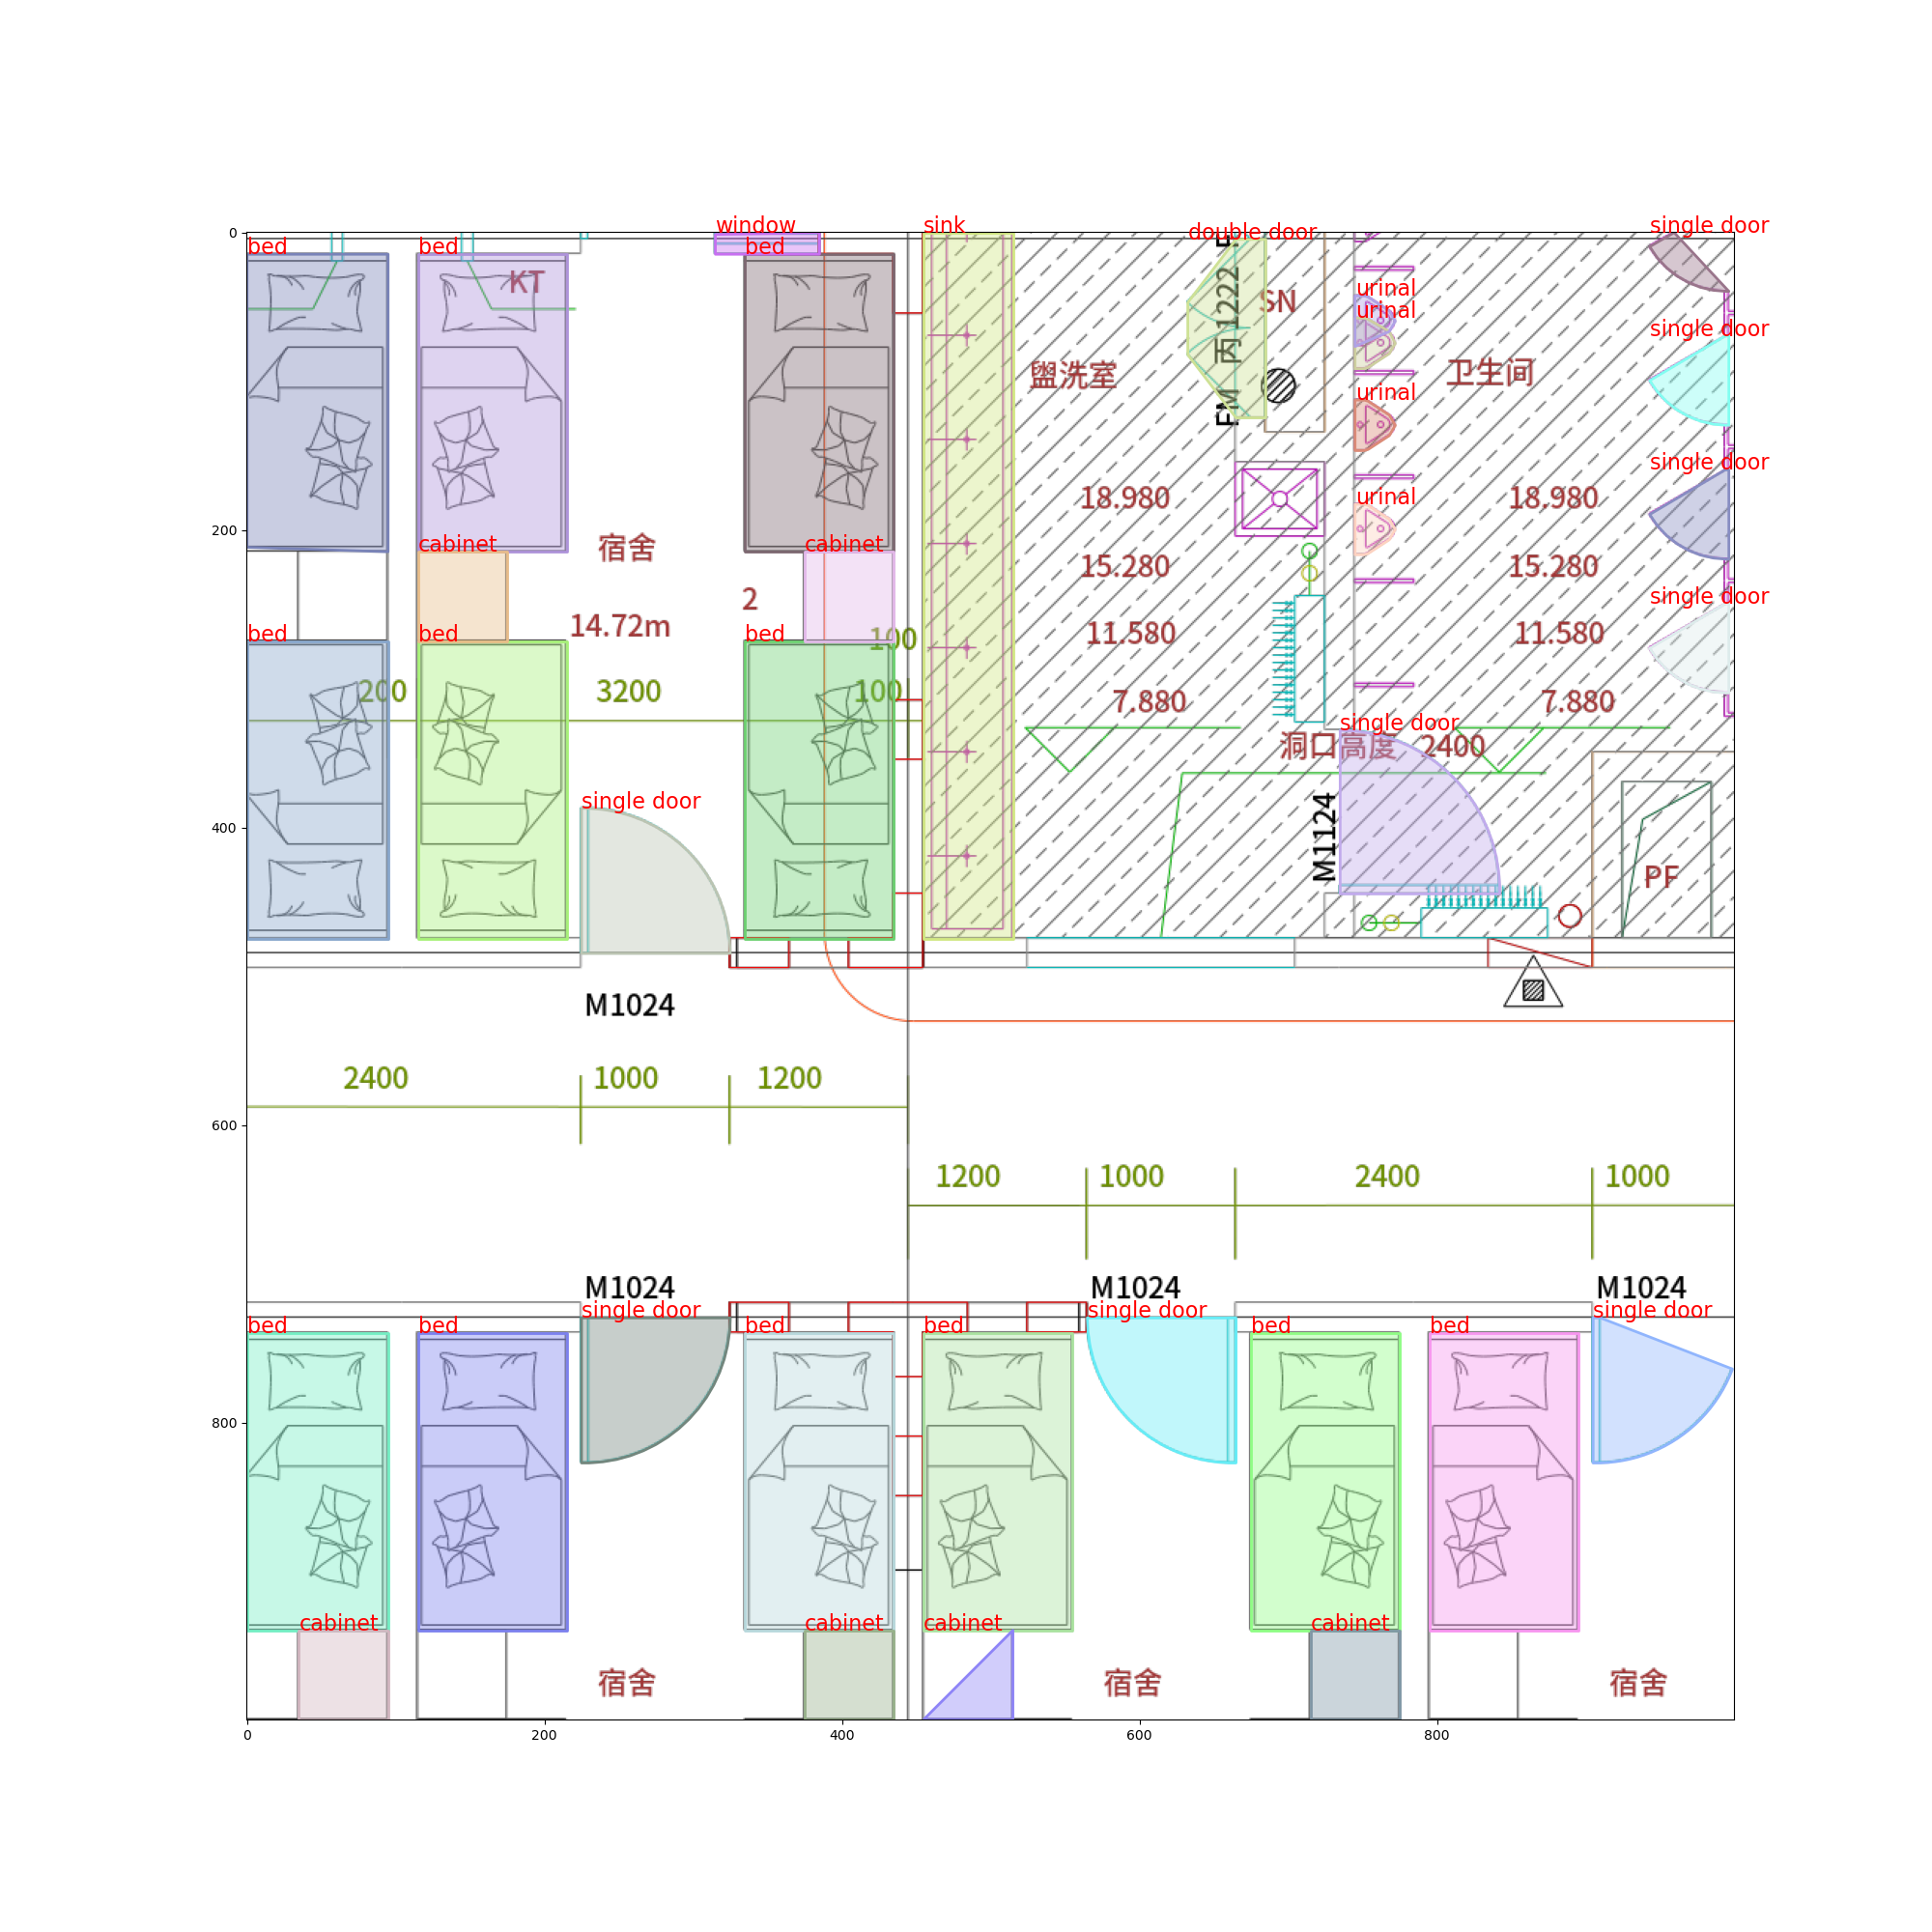 window
sink
double door
single door
bed
bed
bed
KT
urinal
SN
urinal
FM 丙1222
single door
盥洗室
卫生间
urinal
single door
18.980
18.980
urinal
cabinet
宿舍
cabinet
15.280
15.280
2
single door
14.72m
100
11.580
11.580
bed
bed
bed
200
3200
100
7.880
7.880
single door
洞口高度 2400
single door
M1124
PF
M1024
2400
1000
1200
1200
1000
2400
1000
M1024
M1024
M1024
single door
single door
single door
bed
bed
bed
bed
bed
bed
cabinet
cabinet
cabinet
cabinet
宿舍
宿舍
宿舍
0
200
400
600
800
0
200
400
600
800